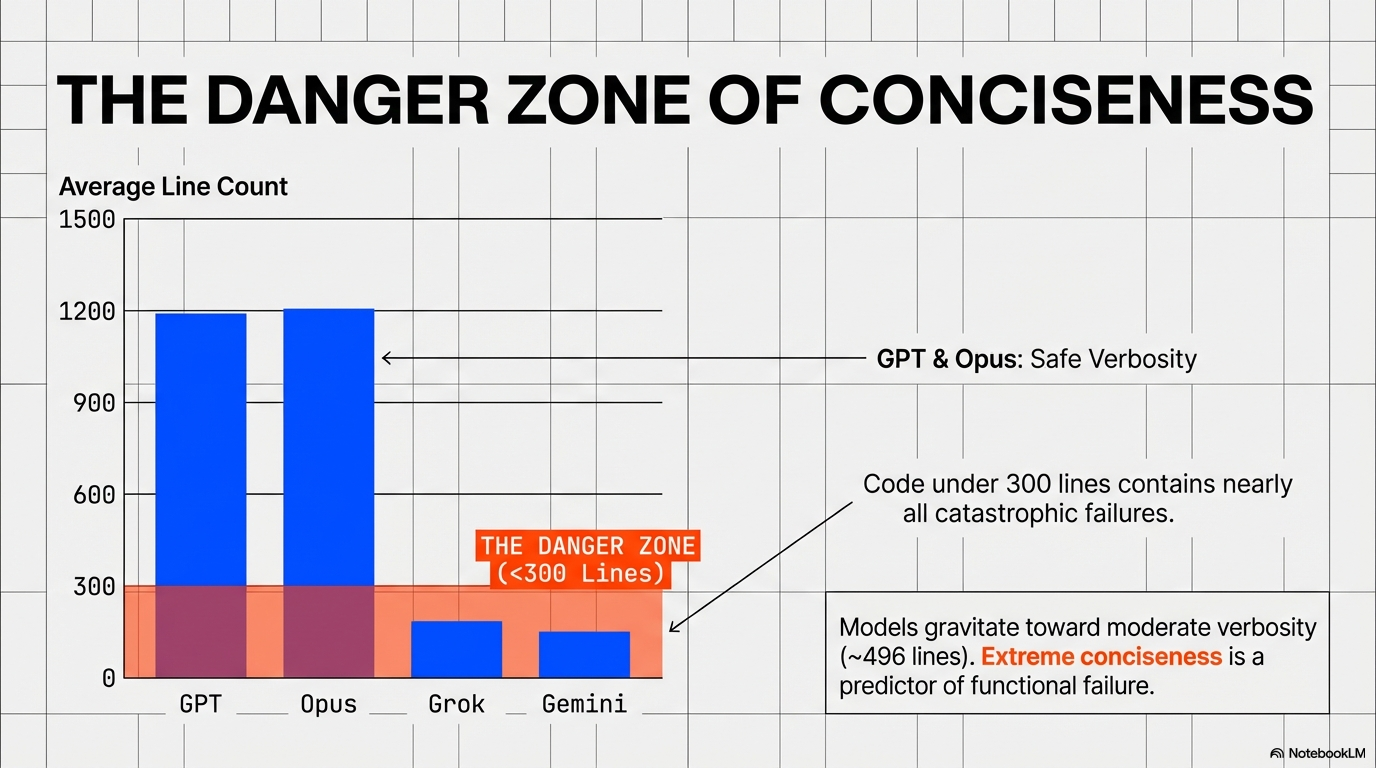 THE DANGER ZONE OF CONCISENESS
Average Line Count
1500
1200
900
600
300
0
THE DANGER ZONE
(<300 Lines)
GPT
Opus
Grok
Gemini
GPT & Opus: Safe Verbosity
Code under 300 lines contains nearly
all catastrophic failures.
Models gravitate toward moderate verbosity
(~496 lines). Extreme conciseness is a
predictor of functional failure.
NotebookLM